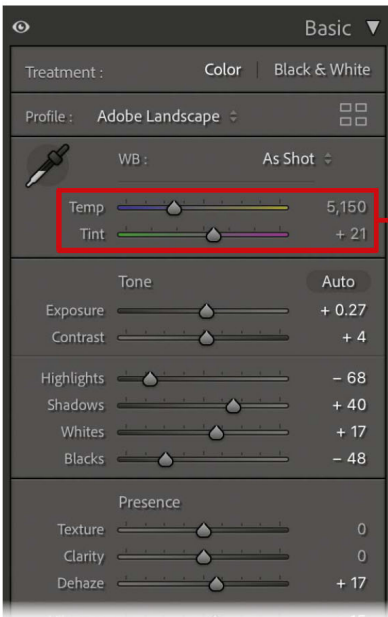 Basic
Treatment : Color Black & White
Profile : Adobe Landscape
WB : As Shot
Temp 5,150
Tint + 21
Tone Auto
Exposure + 0.27
Contrast + 4
Highlights – 68
Shadows + 40
Whites + 17
Blacks – 48
Presence
Texture 0
Clarity 0
Dehaze + 17